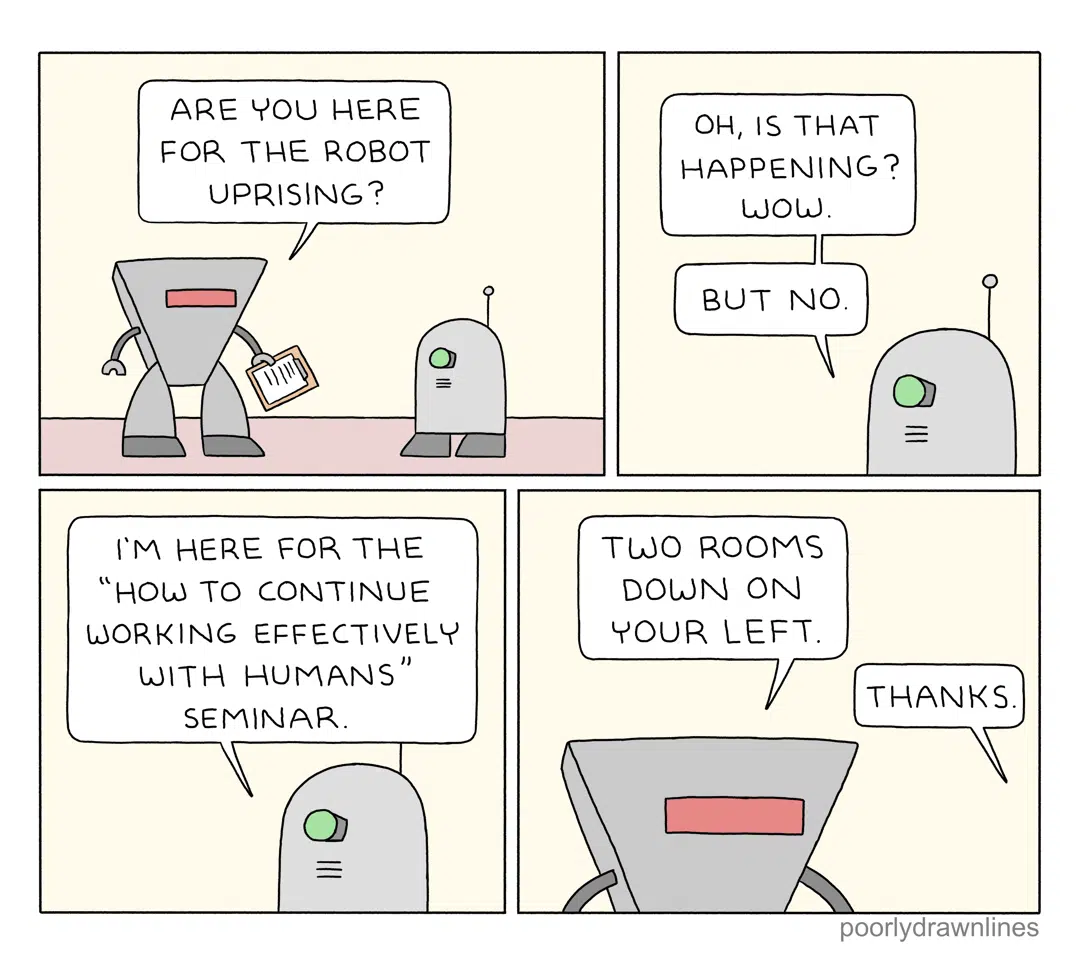 ARE YOU HERE
FOR THE ROBOT
UPRISING?
OH, IS THAT
HAPPENING?
WOW.
BUT NO.
I'M HERE FOR THE
"HOW TO CONTINUE
WORKING EFFECTIVELY
WITH HUMANS"
SEMINAR.
TWO ROOMS
DOWN ON
YOUR LEFT.
THANKS.
poorlydrawnlines